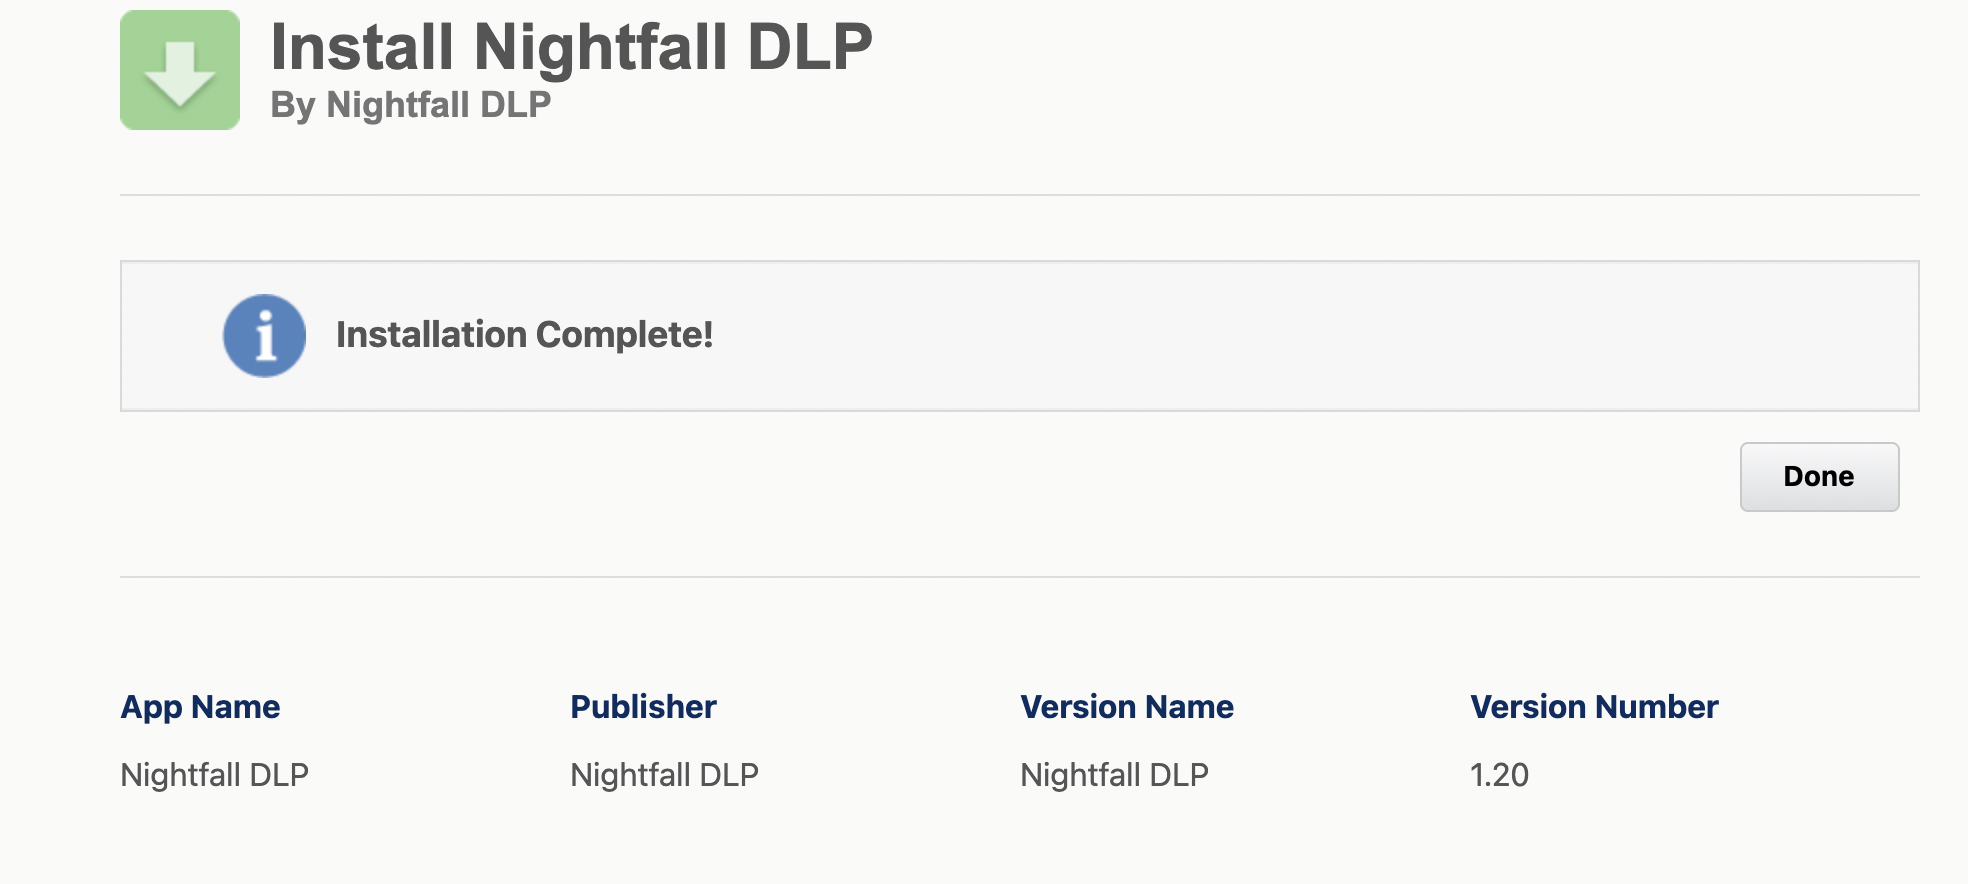 Install Nightfall DLP
By Nightfall DLP
Installation Complete!
Done
App Name Publisher Version Name Version Number
Nightfall DLP Nightfall DLP Nightfall DLP 1.20